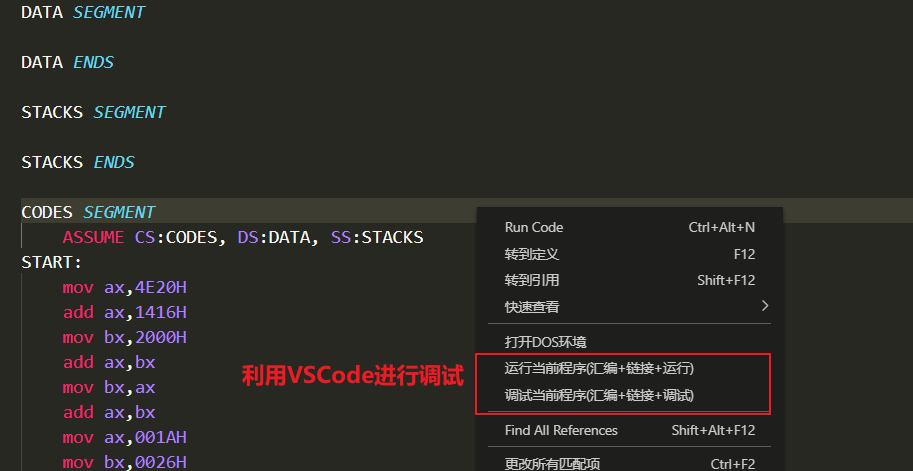 DATA SEGMENT
DATA ENDS
STACKS SEGMENT
STACKS ENDS
CODES SEGMENT
ASSUME CS:CODES, DS:DATA, SS:STACKS
START:
mov ax,4E20H
add ax,1416H
mov bx,2000H
add ax,bx
mov bx,ax
add ax,bx
mov ax,001AH
mov bx,0026H
利用VSCode进行调试
Run Code Ctrl+Alt+N
转到定义 F12
转到引用 Shift+F12
快速查看
打开DOS环境
运行当前程序(汇编+链接+运行)
调试当前程序(汇编+链接+调试)
Find All References Shift+Alt+F12
更改所有匹配项 Ctrl+F2